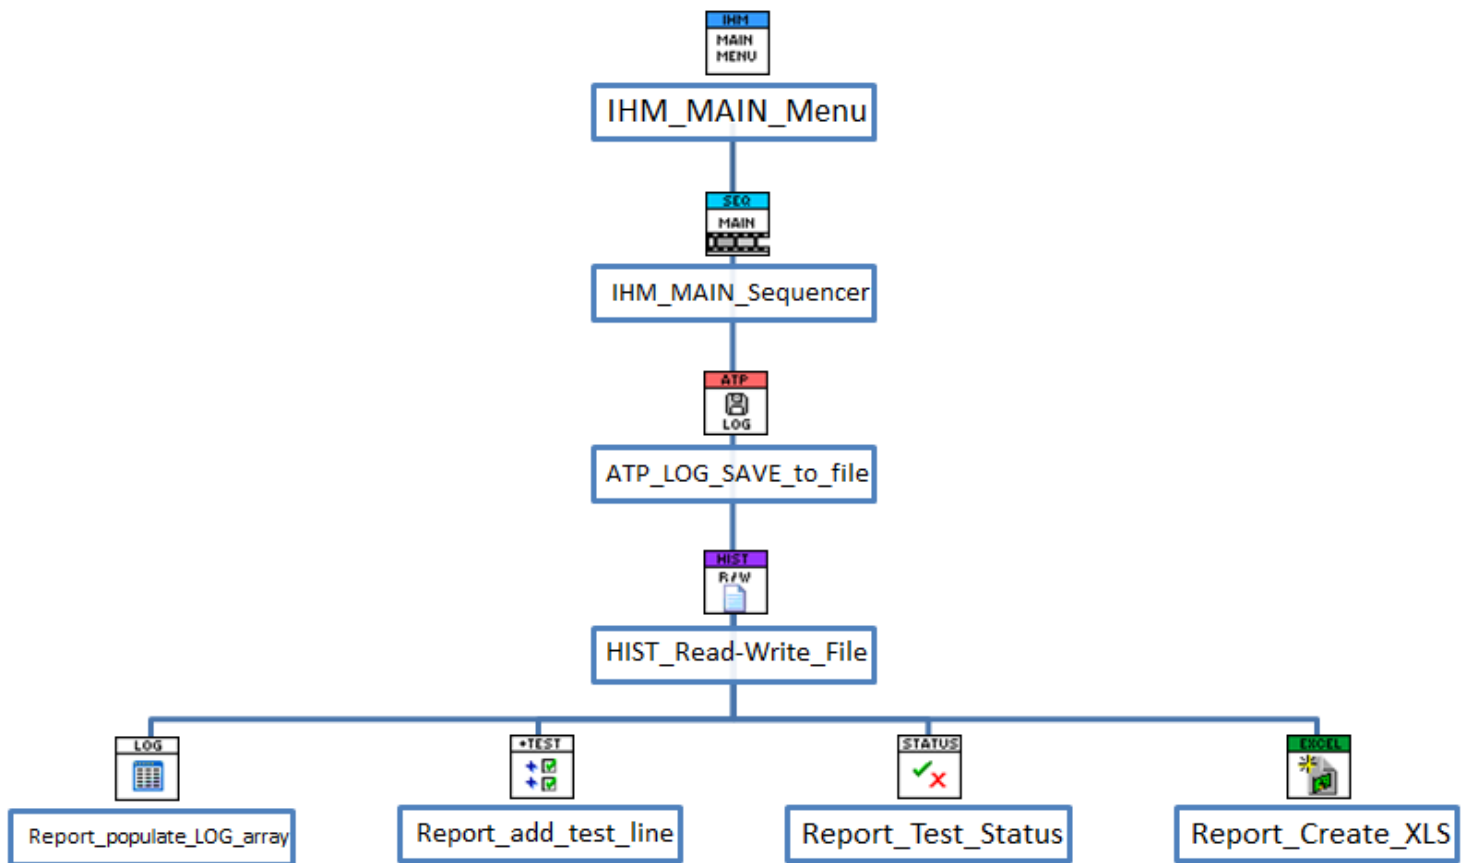 IHM
MAIN
MENU
IHM_MAIN_Menu
SEQ
MAIN
IHM_MAIN_Sequencer
ATP
LOG
ATP_LOG_SAVE_to_file
HIST
R/W
HIST_Read-Write_File
LOG
+TEST
STATUS
EXCEL
Report_populate_LOG_array
Report_add_test_line
Report_Test_Status
Report_Create_XLS